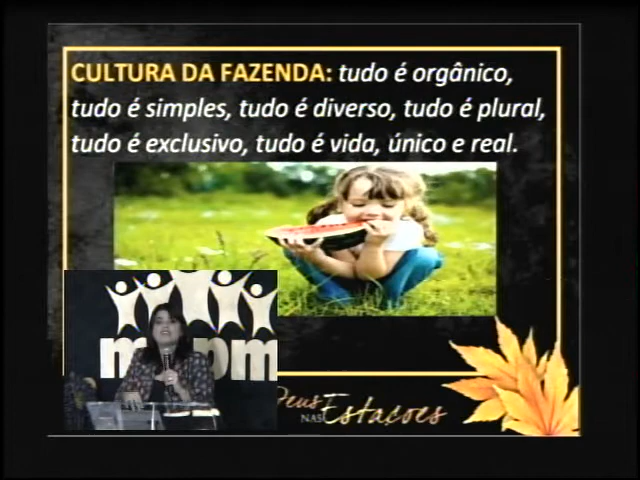 CULTURA DA FAZENDA: tudo é orgânico,
tudo é simples, tudo é diverso, tudo é plural,
tudo é exclusivo, tudo é vida, único e real.
Deus
NAS Estações